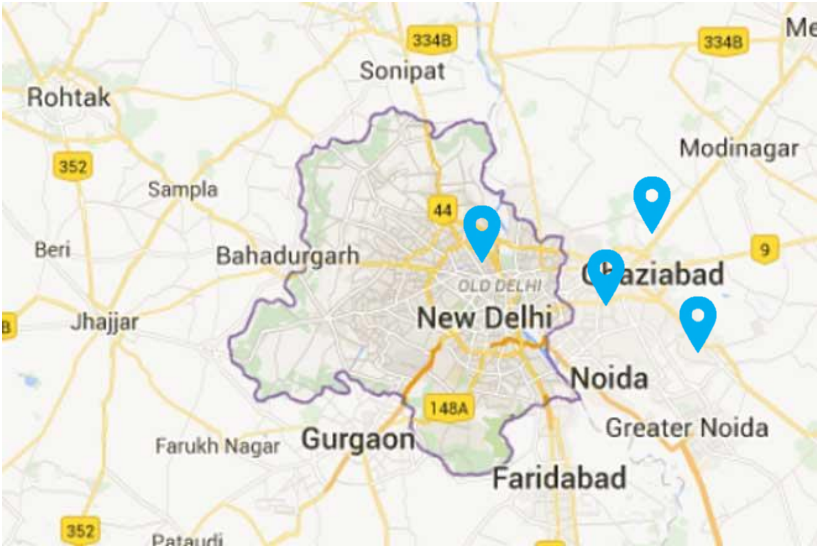 Me
334B
334B
Sonipat
Rohtak
Modinagar
352
Sampla
44
Beri
Bahadurgarh
9
Ghaziabad
OLD DELHI
Jhajjar
New Delhi
Noida
148A
Greater Noida
Gurgaon
Farukh Nagar
Faridabad
352
Pataudi